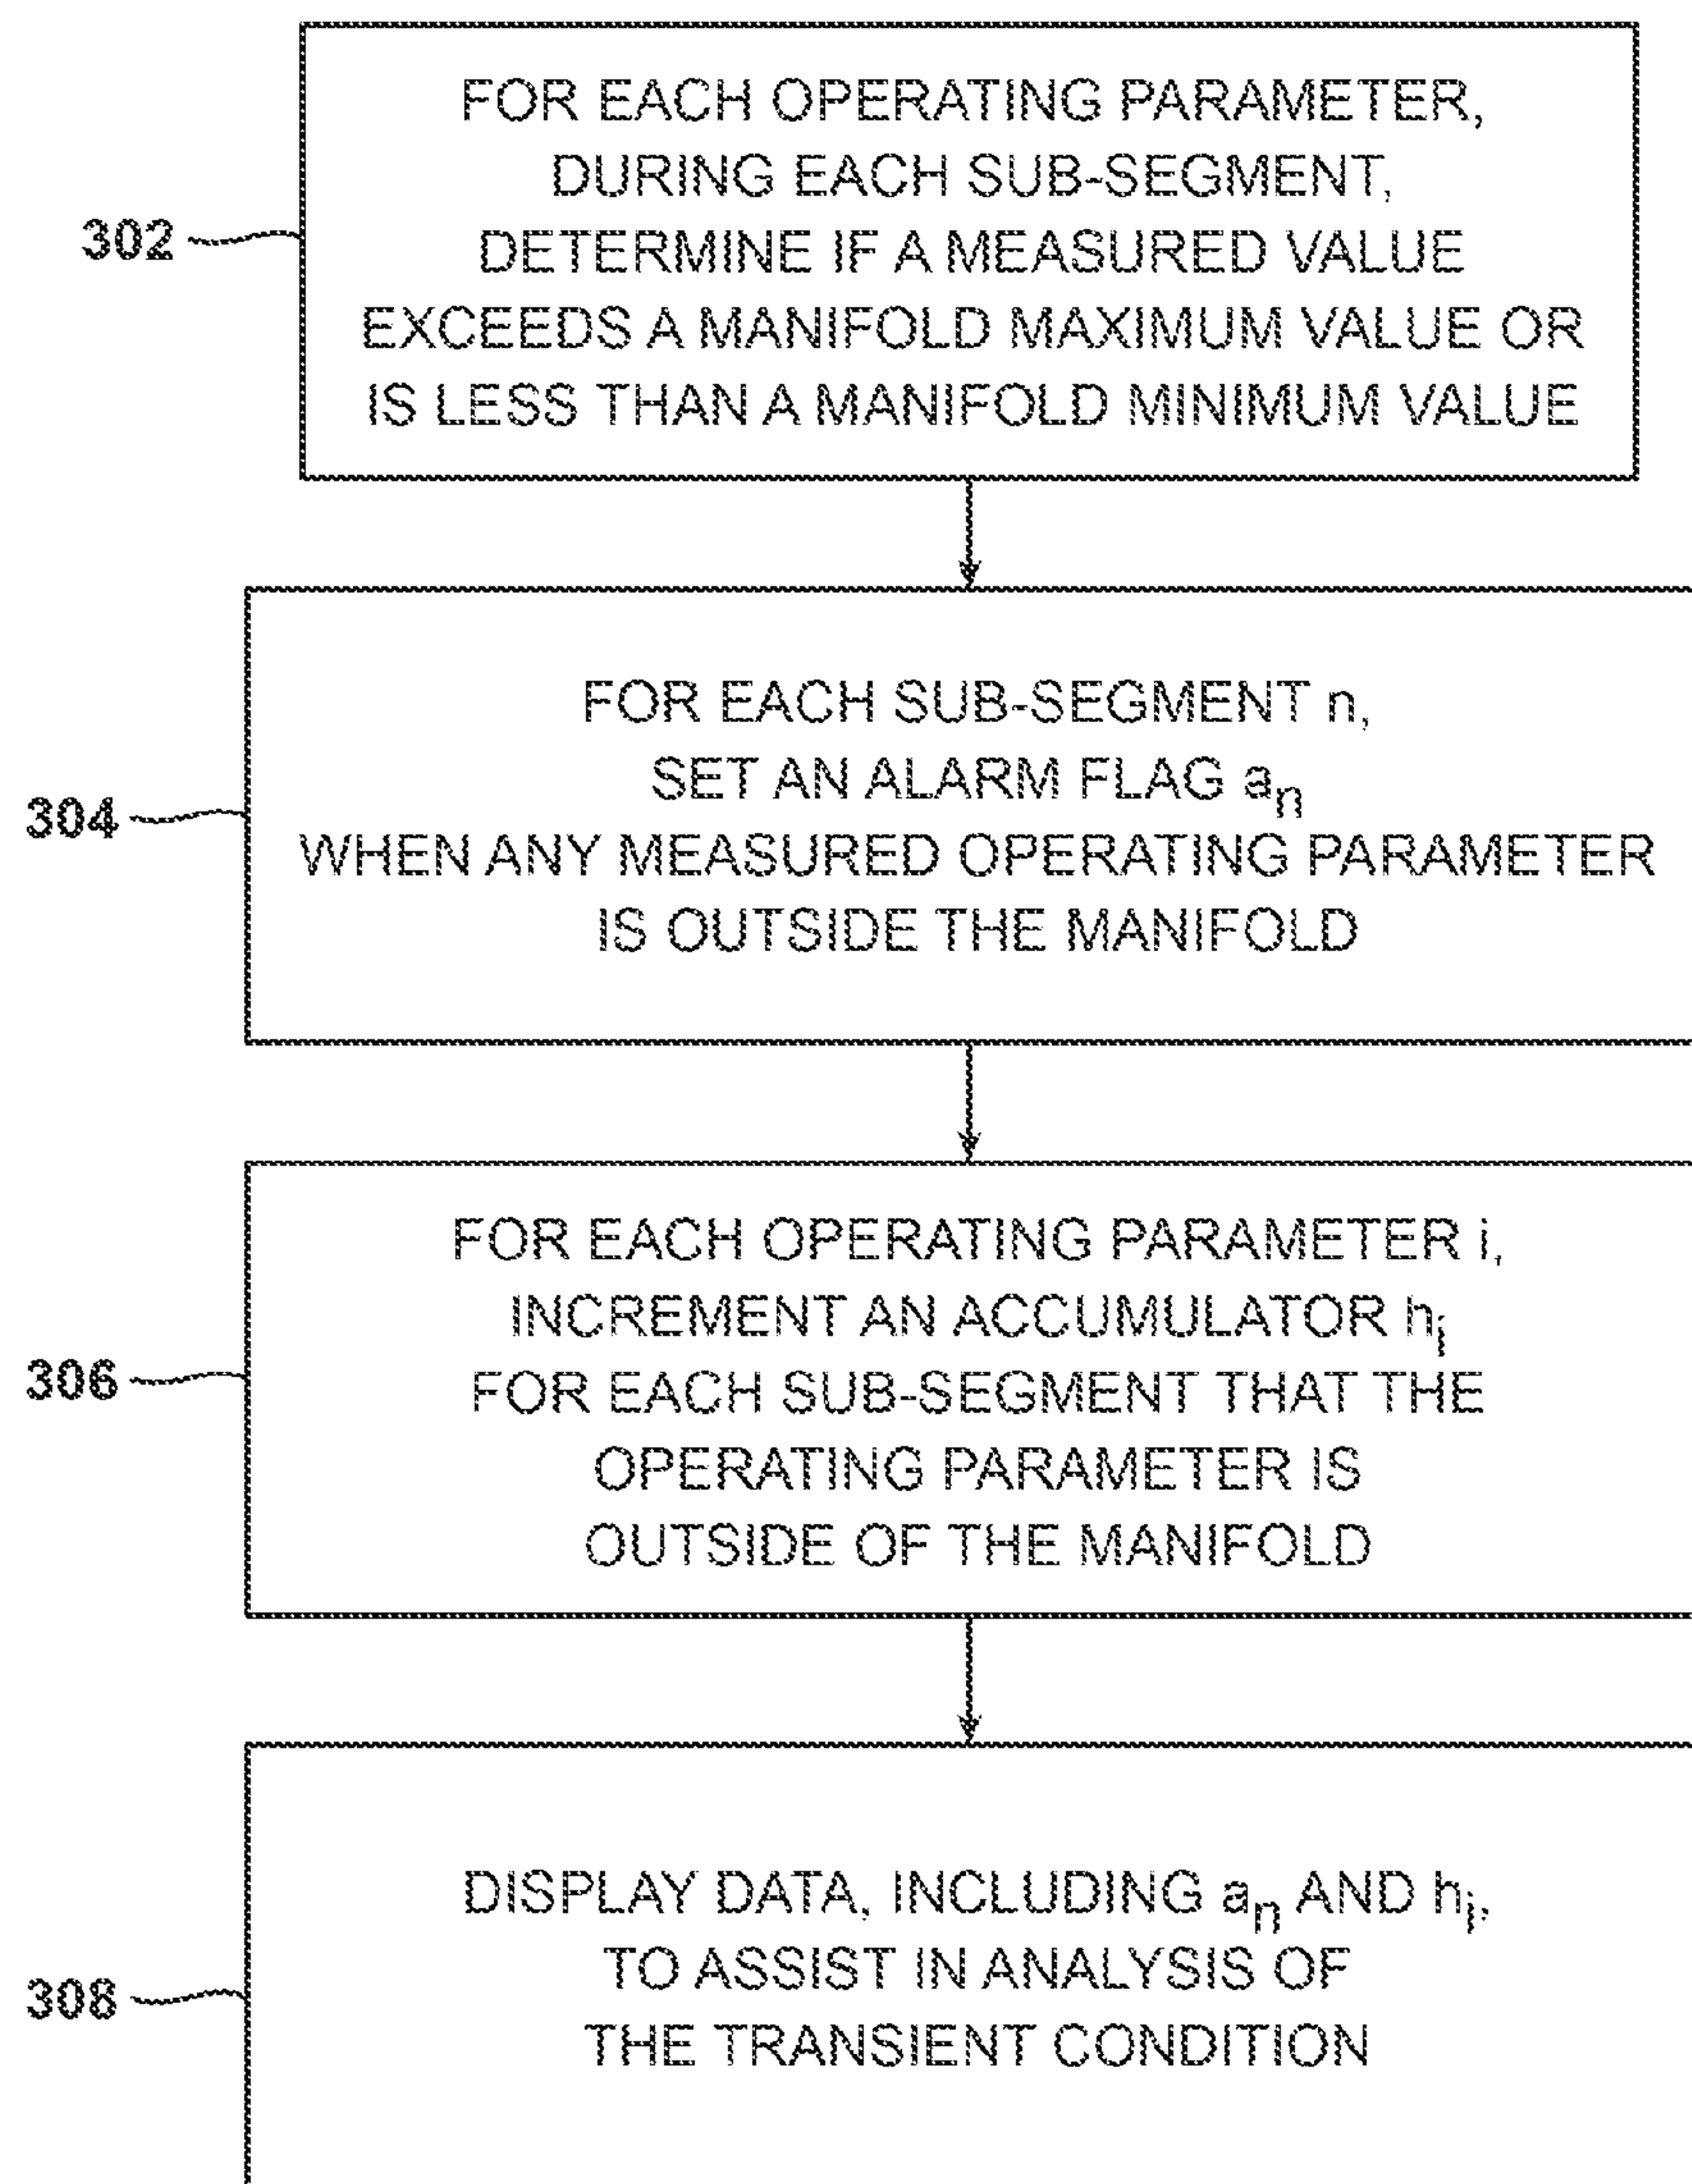 FOR EACH OPERATING PARAMETER,
DURING EACH SUB-SEGMENT,
302
DETERMINE IF A MEASURED VALUE
EXCEEDS A MANIFOLD MAXIMUM VALUE OR
IS LESS THAN A MANIFOLD MINIMUM VALUE
FOR EACH SUB-SEGMENT n,
SET AN ALARM FLAG aₙ
304
WHEN ANY MEASURED OPERATING PARAMETER
IS OUTSIDE THE MANIFOLD
FOR EACH OPERATING PARAMETER i,
INCREMENT AN ACCUMULATOR hᵢ
306
FOR EACH SUB-SEGMENT THAT THE
OPERATING PARAMETER IS
OUTSIDE OF THE MANIFOLD
DISPLAY DATA, INCLUDING aₙ AND hᵢ,
TO ASSIST IN ANALYSIS OF
308
THE TRANSIENT CONDITION